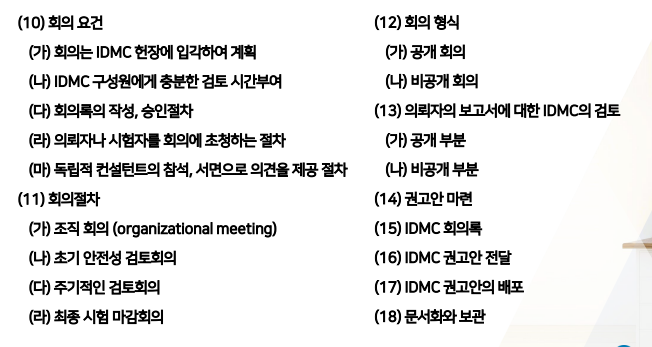 (10) 회의 요건
(가) 회의는 IDMC 헌장에 입각하여 계획
(나) IDMC 구성원에게 충분한 검토 시간부여
(다) 회의록의 작성, 승인절차
(라) 의뢰자나 시험자를 회의에 초청하는 절차
(마) 독립적 컨설턴트의 참석, 서면으로 의견을 제공 절차
(11) 회의절차
(가) 조직 회의 (organizational meeting)
(나) 초기 안전성 검토회의
(다) 주기적인 검토회의
(라) 최종 시험 마감회의
(12) 회의 형식
(가) 공개 회의
(나) 비공개 회의
(13) 의뢰자의 보고서에 대한 IDMC의 검토
(가) 공개 부분
(나) 비공개 부분
(14) 권고안 마련
(15) IDMC 회의록
(16) IDMC 권고안 전달
(17) IDMC 권고안의 배포
(18) 문서화와 보관